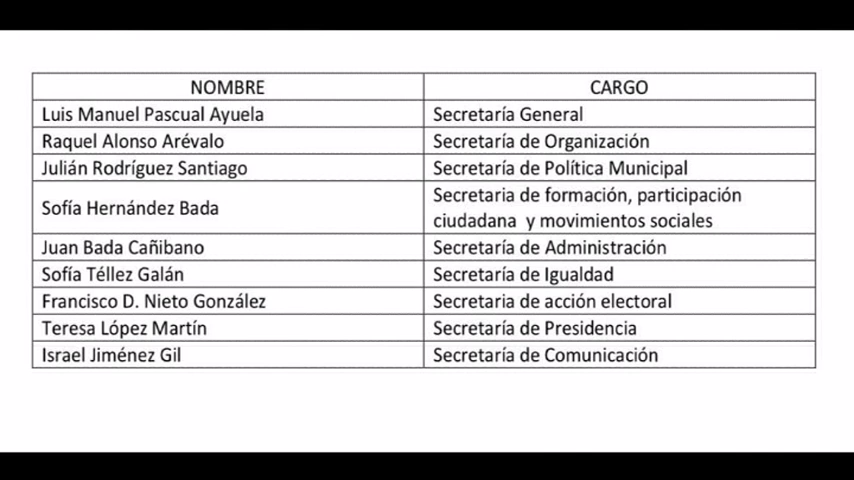 NOMBRE CARGO
Luis Manuel Pascual Ayuela Secretaría General
Raquel Alonso Arévalo Secretaría de Organización
Julián Rodríguez Santiago Secretaría de Política Municipal
Sofía Hernández Bada Secretaria de formación, participación
ciudadana y movimientos sociales
Juan Bada Cañibano Secretaría de Administración
Sofía Téllez Galán Secretaría de Igualdad
Francisco D. Nieto González Secretaria de acción electoral
Teresa López Martín Secretaría de Presidencia
Israel Jiménez Gil Secretaría de Comunicación